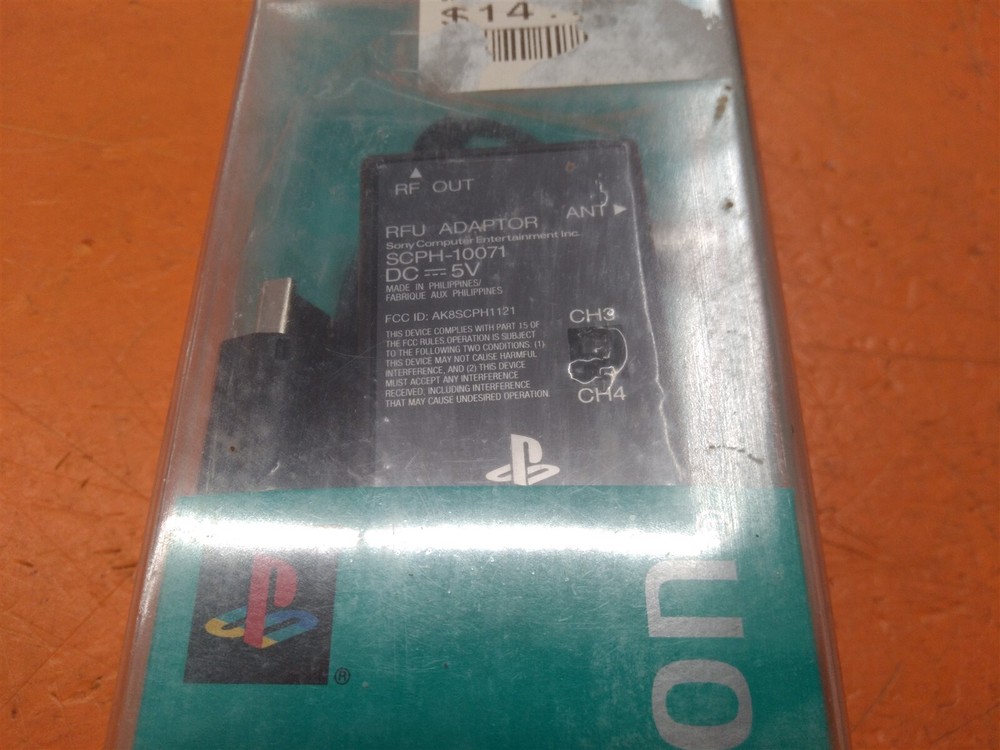 $14.
RF OUT
ANT
RFU ADAPTOR
Sony Computer Entertainment Inc.
SCPH-10071
DC 5V
MADE IN PHILIPPINES/
FABRIQUE AUX PHILIPPINES
FCC ID: AK8SCPH1121
THIS DEVICE COMPLIES WITH PART 15 OF
THE FCC RULES.OPERATION IS SUBJECT
TO THE FOLLOWING TWO CONDITIONS: (1)
THIS DEVICE MAY NOT CAUSE HARMFUL
INTERFERENCE, AND (2) THIS DEVICE
MUST ACCEPT ANY INTERFERENCE
RECEIVED, INCLUDING INTERFERENCE
THAT MAY CAUSE UNDESIRED OPERATION.
CH3
CH4
®
on